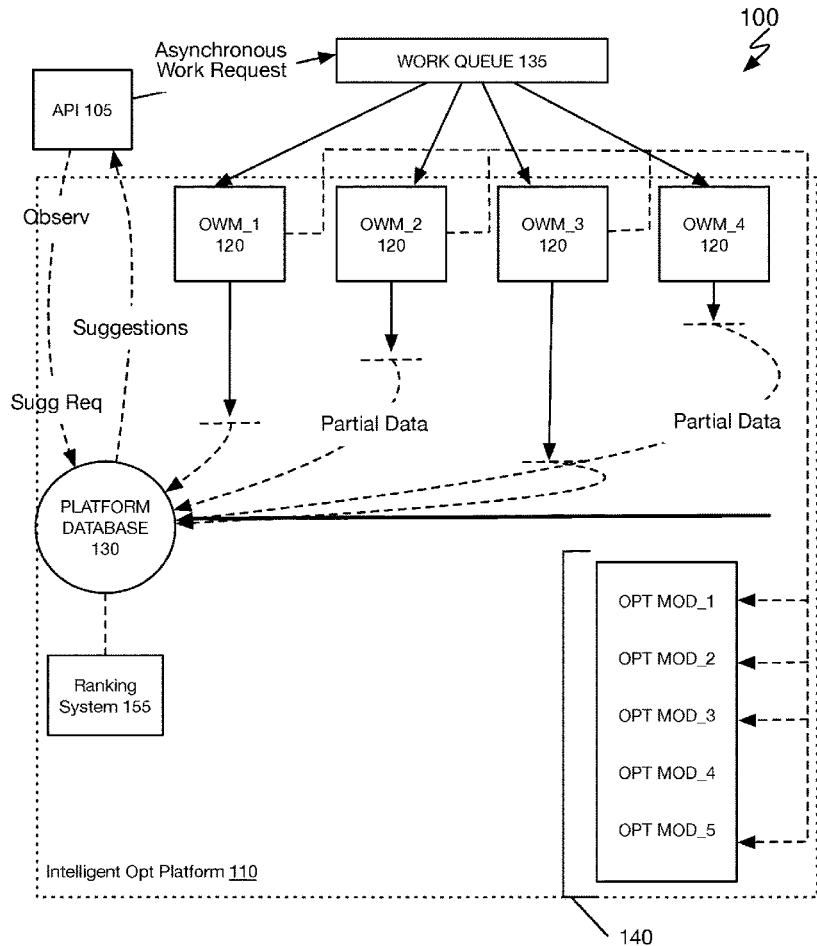 100
Asynchronous
Work Request
WORK QUEUE 135
API 105
Observ
OWM_1
120
OWM_2
120
OWM_3
120
OWM_4
120
Suggestions
Sugg Req
Partial Data
Partial Data
PLATFORM
DATABASE
130
OPT MOD_1
OPT MOD_2
OPT MOD_3
OPT MOD_4
OPT MOD_5
Ranking
System 155
Intelligent Opt Platform 110
140